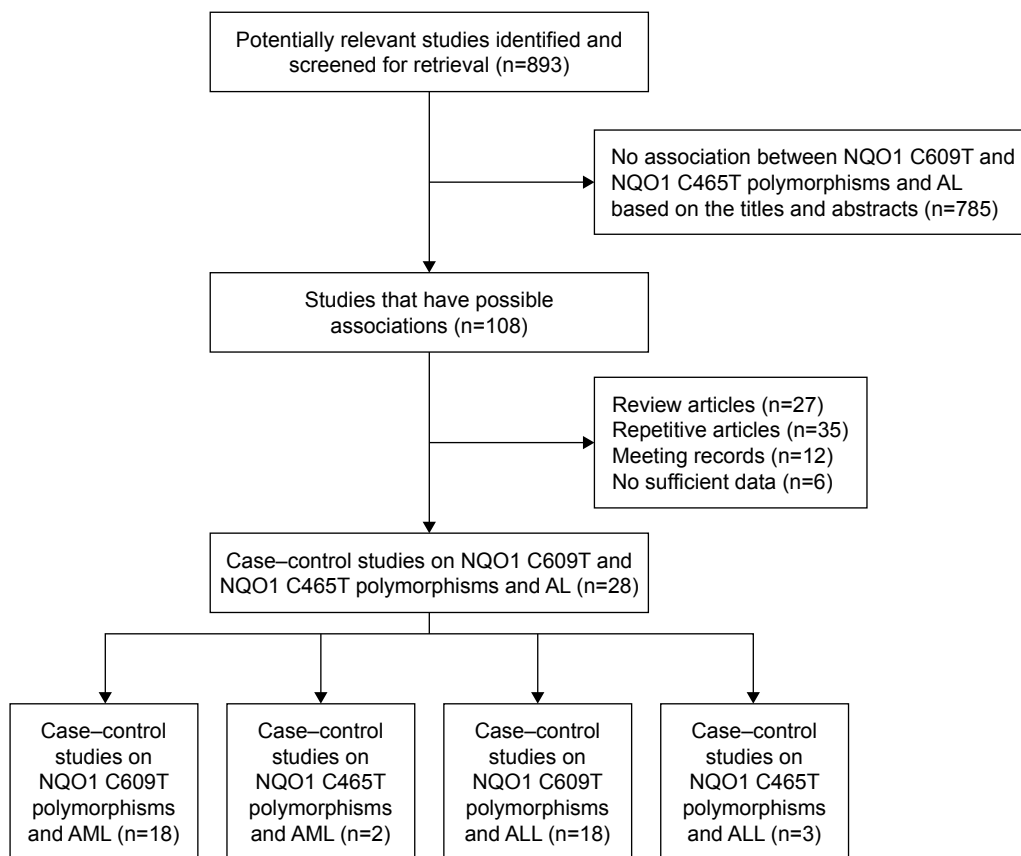 Potentially relevant studies identified and
screened for retrieval (n=893)
No association between NQO1 C609T and
NQO1 C465T polymorphisms and AL
based on the titles and abstracts (n=785)
Studies that have possible
associations (n=108)
Review articles (n=27)
Repetitive articles (n=35)
Meeting records (n=12)
No sufficient data (n=6)
Case–control studies on NQO1 C609T and
NQO1 C465T polymorphisms and AL (n=28)
Case–control
studies on
NQO1 C609T
polymorphisms
and AML (n=18)
Case–control
studies on
NQO1 C465T
polymorphisms
and AML (n=2)
Case–control
studies on
NQO1 C609T
polymorphisms
and ALL (n=18)
Case–control
studies on
NQO1 C465T
polymorphisms
and ALL (n=3)